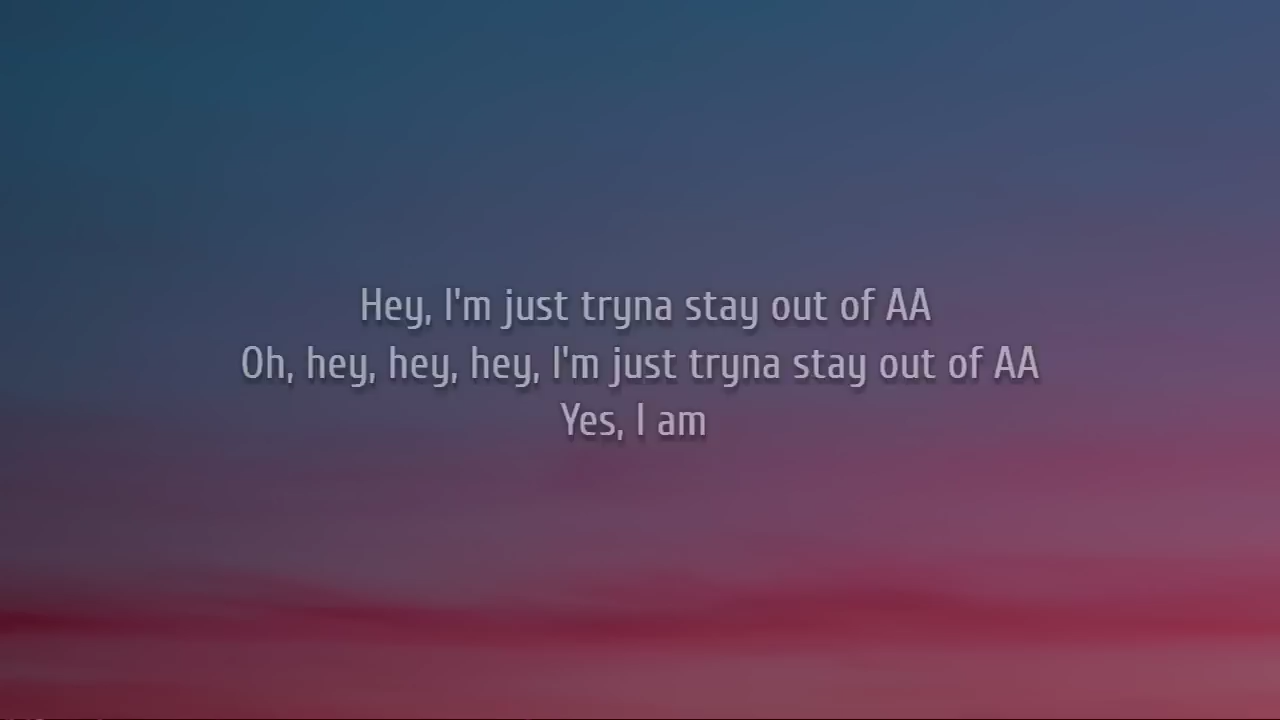 Hey, I'm just tryna stay out of AA
Oh, hey, hey, hey, I'm just tryna stay out of AA
Yes, I am